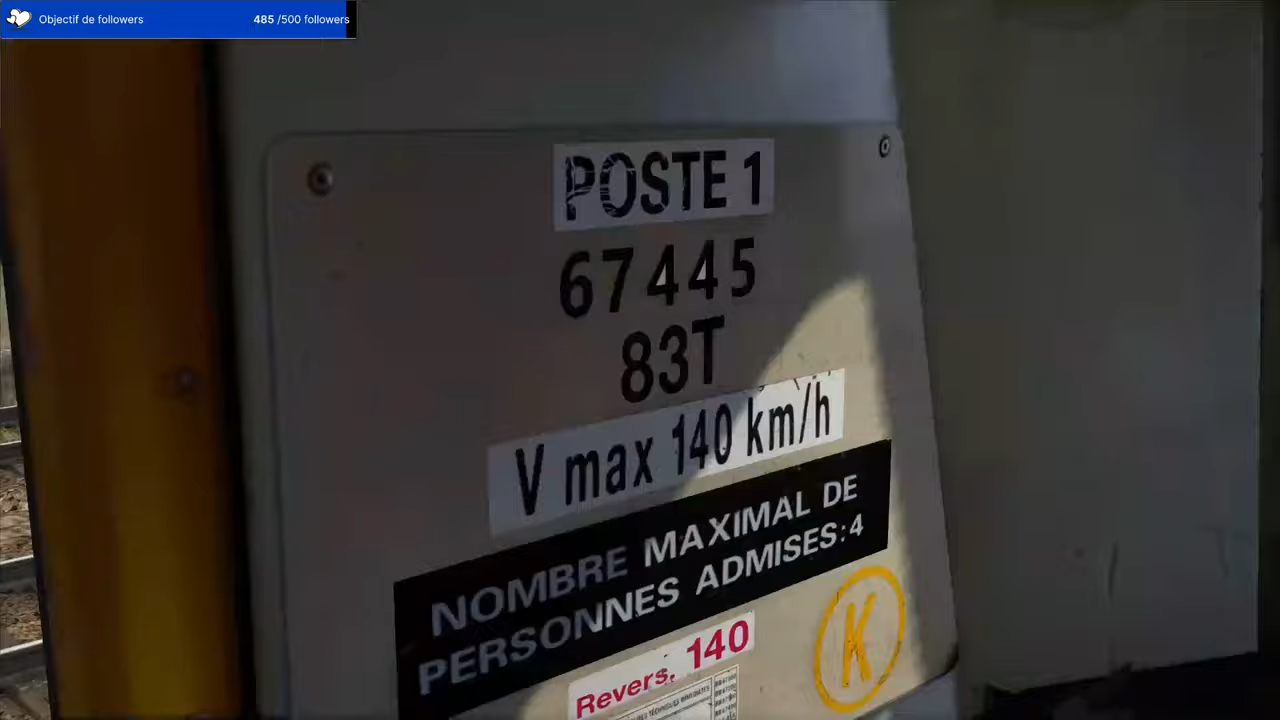 Objectif de followers 485 /500 followers
POSTE 1
67445
83T
V max 140 km/h
NOMBRE MAXIMAL DE
PERSONNES ADMISES:4
K
Revers. 140